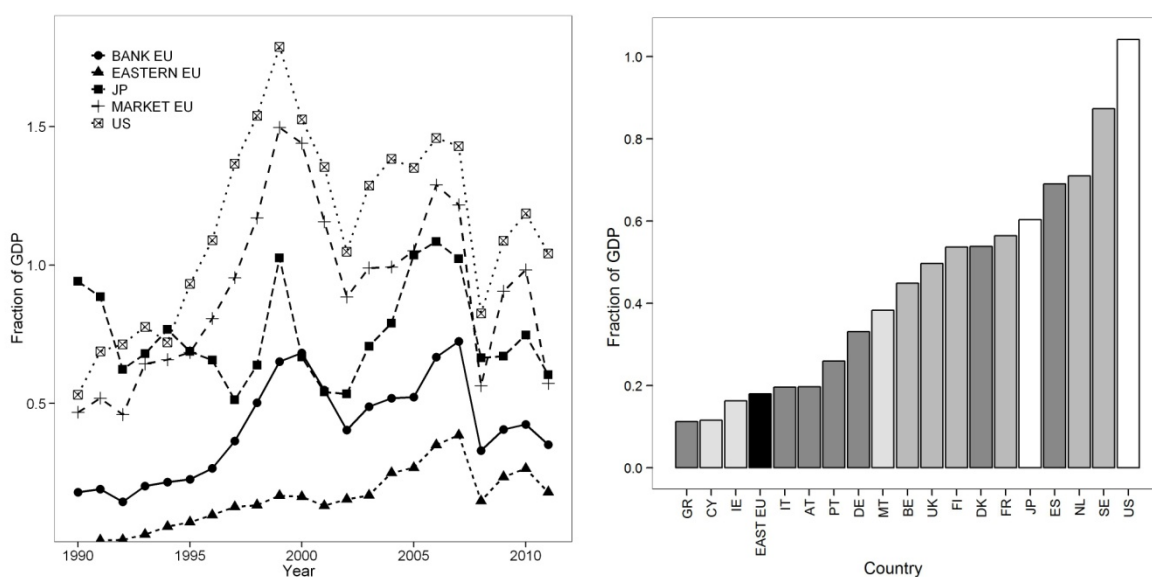 BANK EU
EASTERN EU
JP
MARKET EU
US
Fraction of GDP
1.5
1.0
0.5
1990 1995 2000 2005 2010
Year
Fraction of GDP
1.0
0.8
0.6
0.4
0.2
0.0
GR CY IE EAST EU IT AT PT DE MT BE UK FI DK FR JP ES NL SE US
Country